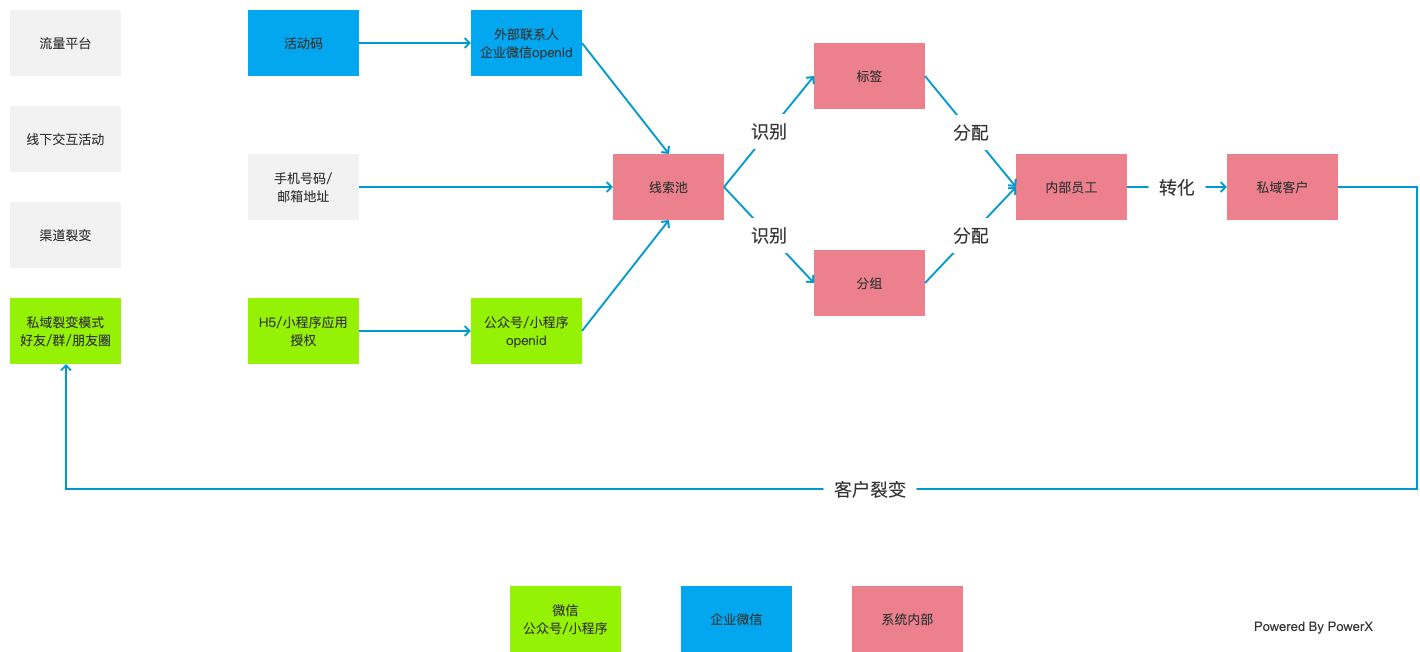 流量平台
活动码
外部联系人
企业微信openid
标签
线下交互活动
识别
分配
手机号码/
邮箱地址
线索池
内部员工
转化
私域客户
渠道裂变
识别
分配
分组
私域裂变模式
好友/群/朋友圈
H5/小程序应用
授权
公众号/小程序
openid
客户裂变
微信
公众号/小程序
企业微信
系统内部
Powered By PowerX